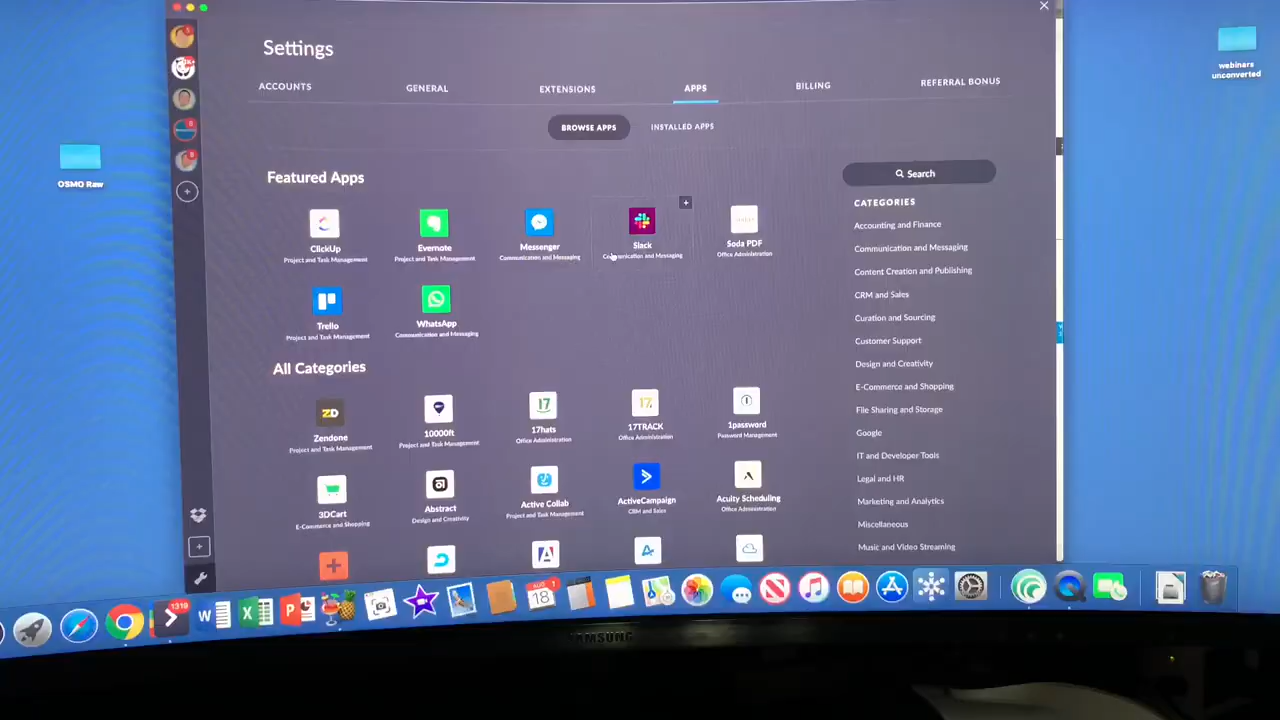 Settings
ACCOUNTS
GENERAL
EXTENSIONS
APPS
BILLING
REFERRAL BONUS
BROWSE APPS
INSTALLED APPS
webinars
unconverted
OSMO Raw
Featured Apps
Search
CATEGORIES
Accounting and Finance
Communication and Messaging
Content Creation and Publishing
CRM and Sales
Curation and Sourcing
Customer Support
Design and Creativity
E-Commerce and Shopping
File Sharing and Storage
Google
IT and Developer Tools
Legal and HR
Marketing and Analytics
Miscellaneous
Music and Video Streaming
ClickUp
Project and Task Management
Evernote
Project and Task Management
Messenger
Communication and Messaging
Slack
Communication and Messaging
Soda PDF
Office Administration
Trello
Project and Task Management
WhatsApp
Communication and Messaging
All Categories
ZD
Zendone
Project and Task Management
10000ft
Project and Task Management
17
17hats
Office Administration
17
17TRACK
Office Administration
1password
Password Management
3DCart
E-Commerce and Shopping
Abstract
Design and Creativity
Active Collab
Project and Task Management
ActiveCampaign
CRM and Sales
Acuity Scheduling
Office Administration
1319
W
X
P
AUG
1
18
SAMSUNG